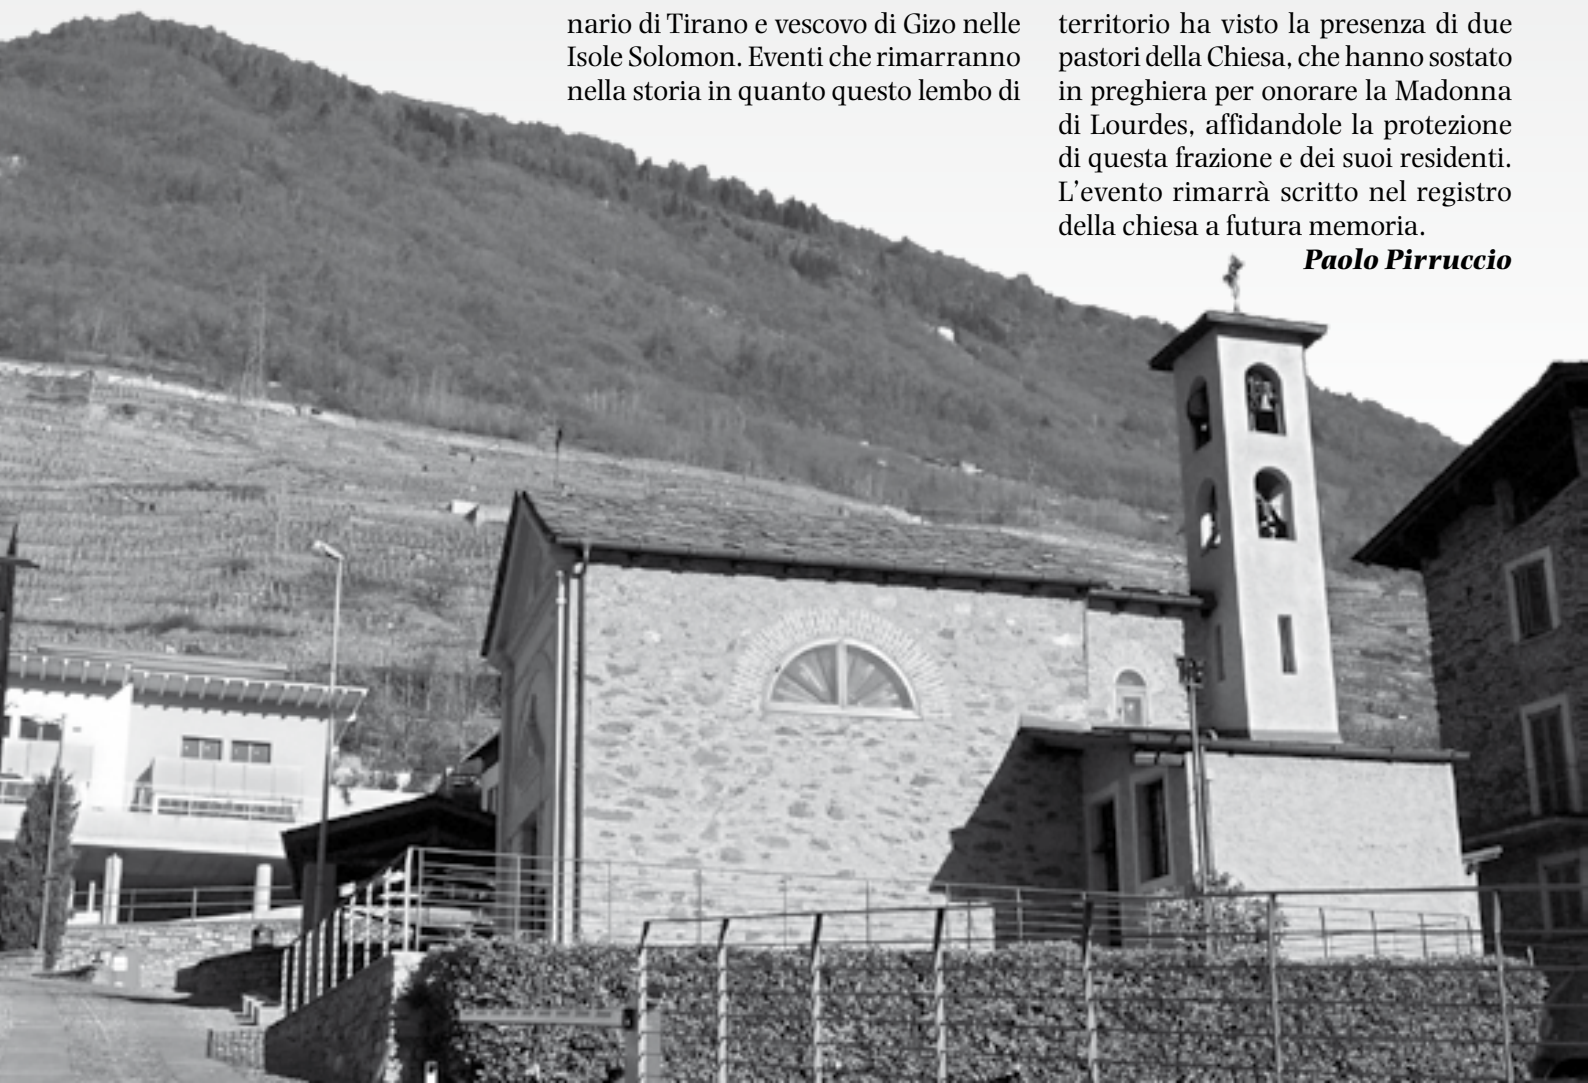 nario di Tirano e vescovo di Gizo nelle
Isole Solomon. Eventi che rimarranno
nella storia in quanto questo lembo di
territorio ha visto la presenza di due
pastori della Chiesa, che hanno sostato
in preghiera per onorare la Madonna
di Lourdes, affidandole la protezione
di questa frazione e dei suoi residenti.
L'evento rimarrà scritto nel registro
della chiesa a futura memoria.
Paolo Pirruccio